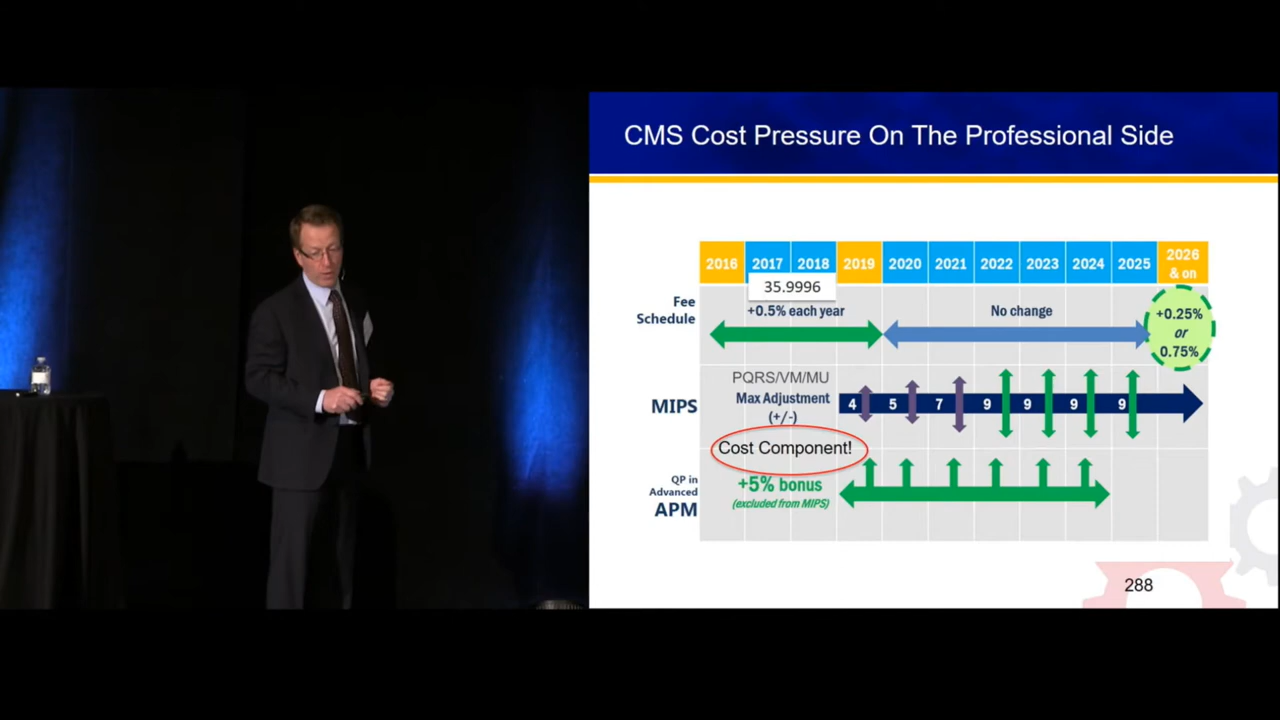 CMS Cost Pressure On The Professional Side
2016 2017 2018 2019 2020 2021 2022 2023 2024 2025 2026
& on
35.9996
Fee
Schedule
+0.5% each year
No change
+0.25%
or
0.75%
PQRS/VM/MU
MIPS
Max Adjustment
(+/-)
4 5 7 9 9 9 9
Cost Component!
QP in
Advanced
APM
+5% bonus
(excluded from MIPS)
288